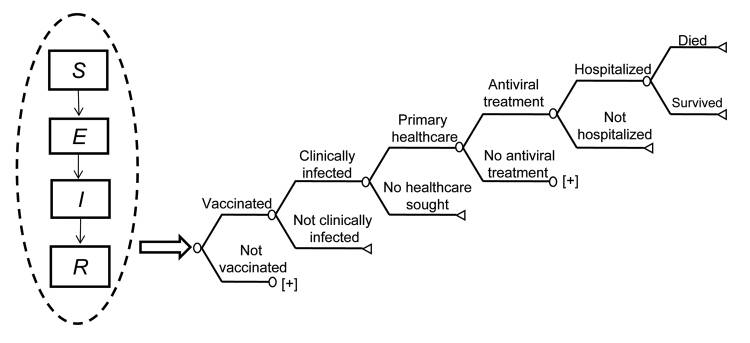 S
E
I
R
Vaccinated
Not
vaccinated
[+]
Clinically
infected
Not clinically
infected
Primary
healthcare
No healthcare
sought
Antiviral
treatment
No antiviral
treatment
[+]
Hospitalized
Not
hospitalized
Died
Survived